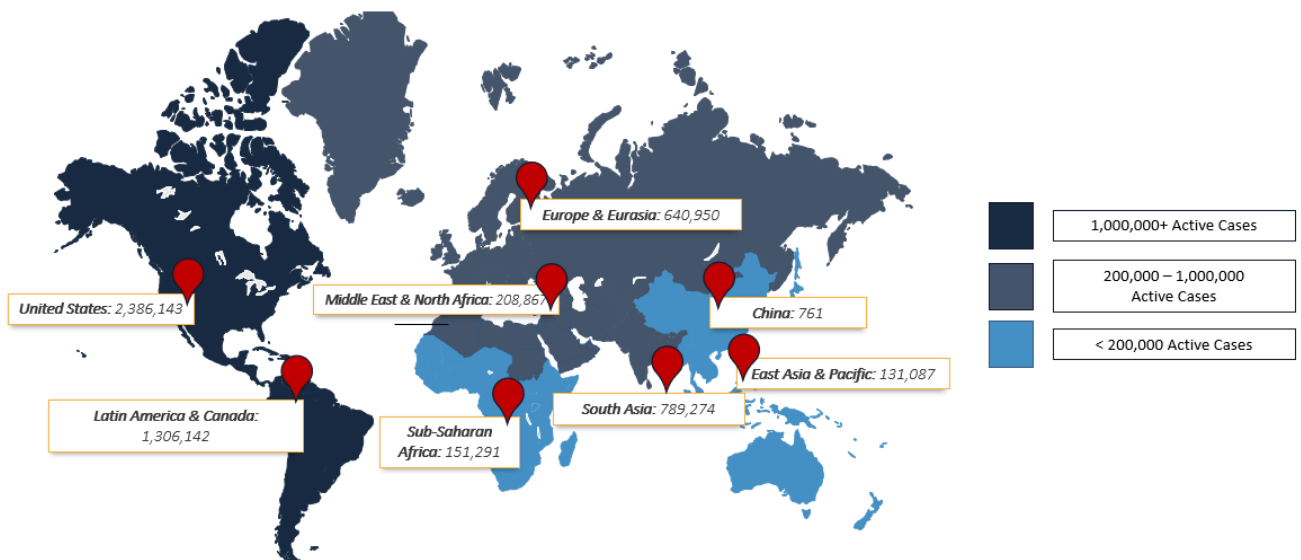 Europe & Eurasia: 640,950
1,000,000+ Active Cases
200,000 – 1,000,000
Active Cases
United States: 2,386,143
Middle East & North Africa: 208,867
China: 761
< 200,000 Active Cases
East Asia & Pacific: 131,087
Latin America & Canada:
1,306,142
South Asia: 789,274
Sub-Saharan
Africa: 151,291